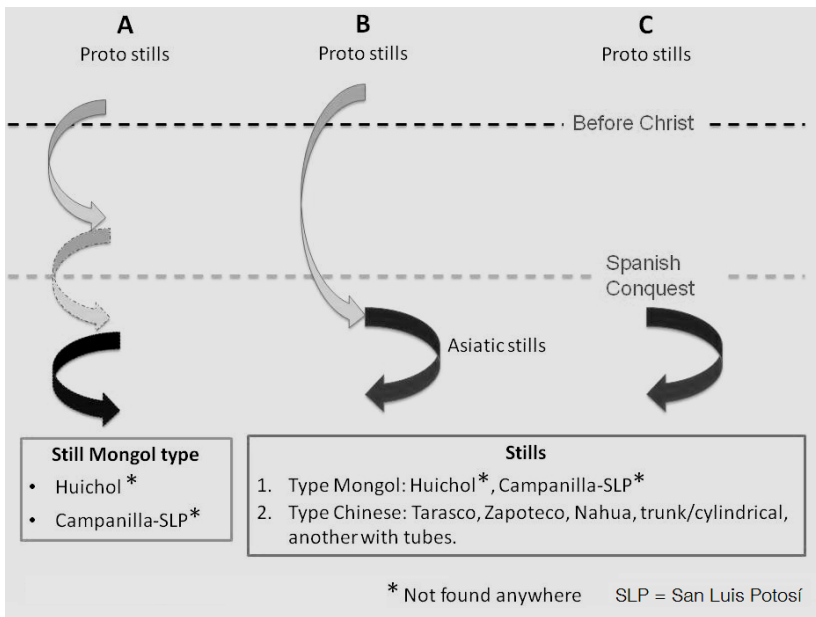 A
B
C
Proto stills
Proto stills
Proto stills
Before Christ
Spanish
Conquest
Asiatic stills
Still Mongol type
• Huichol *
• Campanilla-SLP*
Stills
1. Type Mongol: Huichol*, Campanilla-SLP*
2. Type Chinese: Tarasco, Zapoteco, Nahua, trunk/cylindrical,
another with tubes.
* Not found anywhere SLP = San Luis Potosí